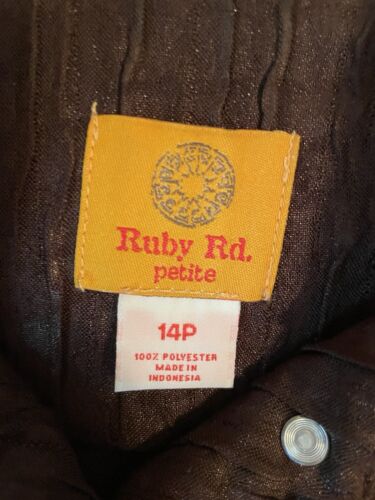 Ruby Rd.
petite
14P
100% POLYESTER
MADE IN
INDONESIA